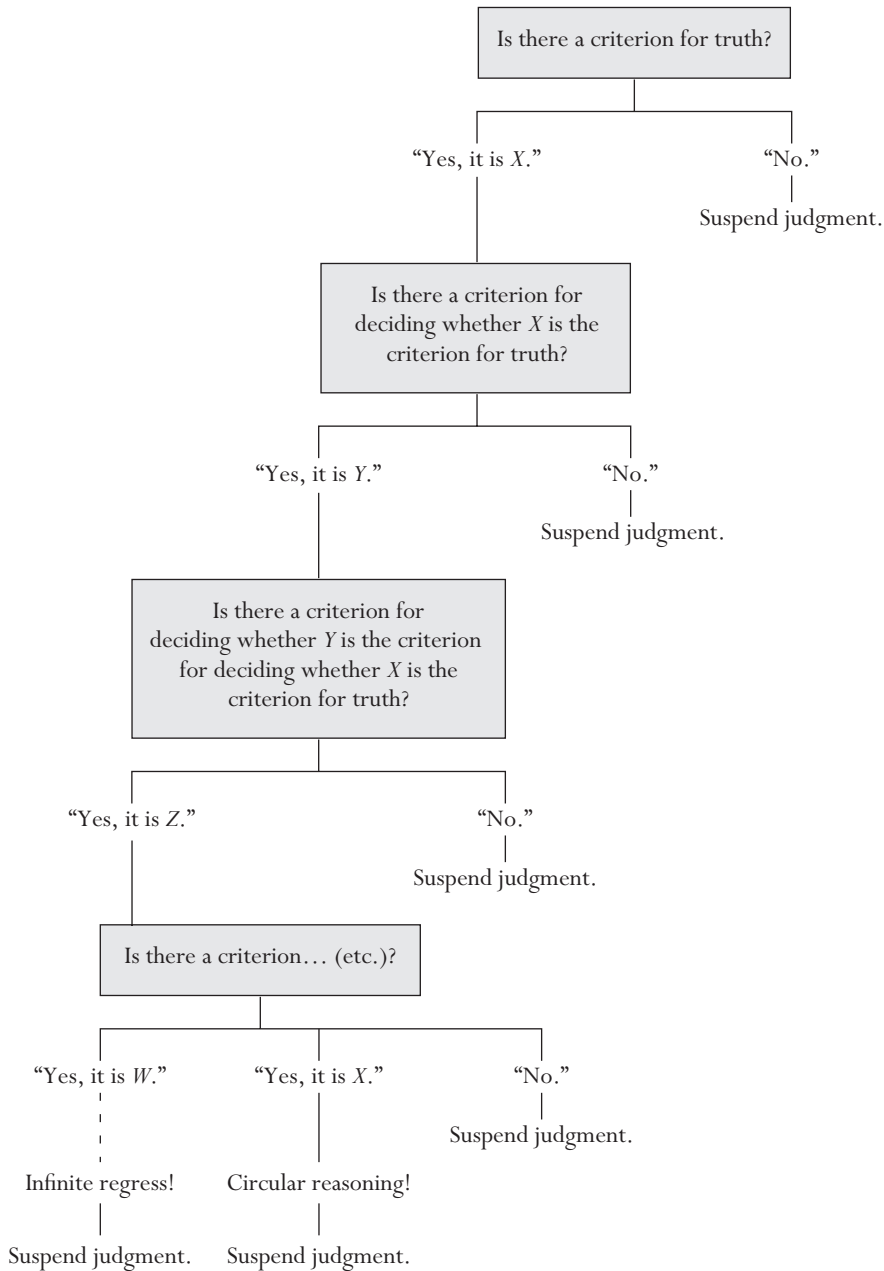 Is there a criterion for truth?
“Yes, it is X.”
“No.”
Suspend judgment.
Is there a criterion for
deciding whether X is the
criterion for truth?
“Yes, it is Y.”
“No.”
Suspend judgment.
Is there a criterion for
deciding whether Y is the criterion
for deciding whether X is the
criterion for truth?
“Yes, it is Z.”
“No.”
Suspend judgment.
Is there a criterion… (etc.)?
“Yes, it is W.”
“Yes, it is X.”
“No.”
Suspend judgment.
Infinite regress!
Circular reasoning!
Suspend judgment.
Suspend judgment.